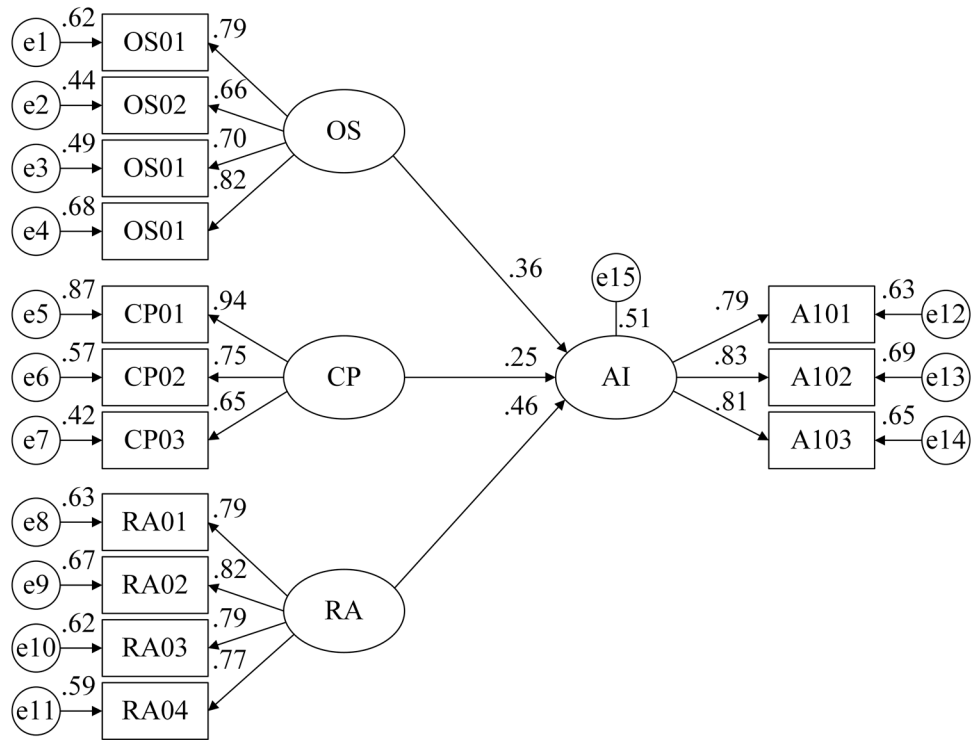 e1 .62 OS01 .79
e2 .44 OS02 .66
e3 .49 OS01 .70
e4 .68 OS01 .82
OS
.36
e5 .87 CP01 .94
e6 .57 CP02 .75
e7 .42 CP03 .65
CP
.25
e8 .63 RA01 .79
e9 .67 RA02 .82
e10 .62 RA03 .79
e11 .59 RA04 .77
RA
.46
e15
.51
AI
.79 A101 .63 e12
.83 A102 .69 e13
.81 A103 .65 e14